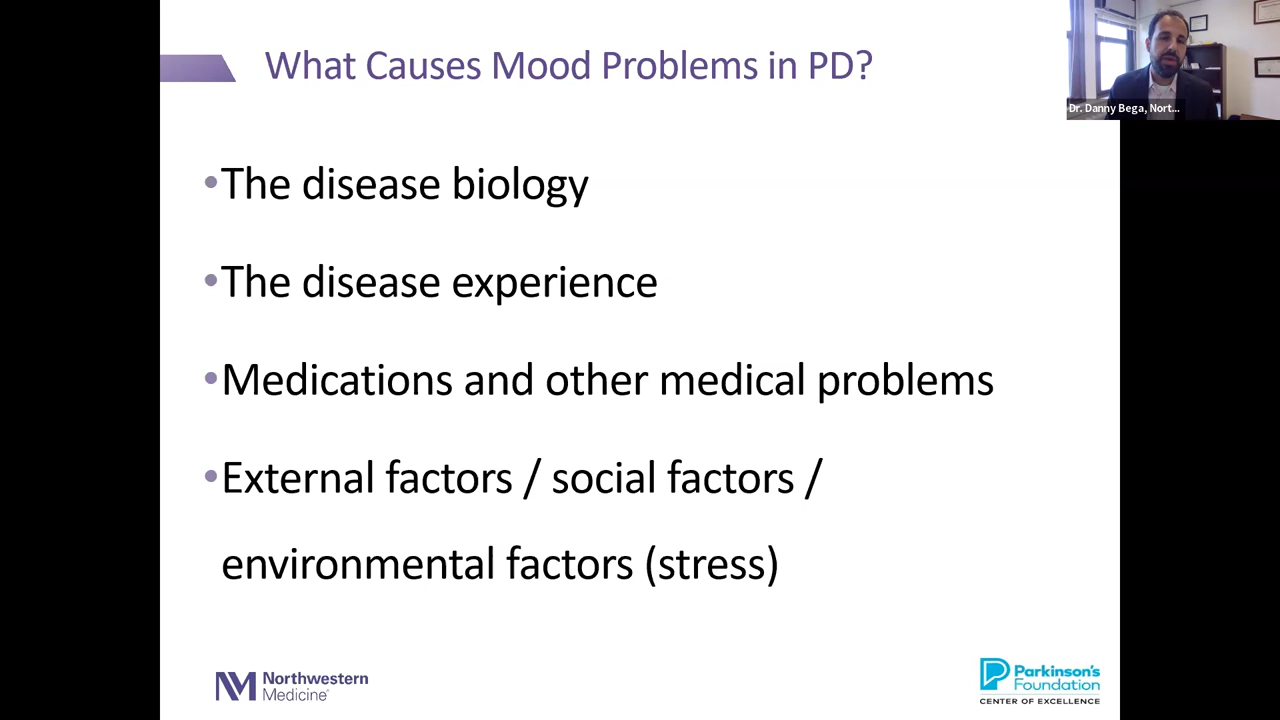 What Causes Mood Problems in PD?
Dr. Danny Bega, Nort...
•The disease biology
•The disease experience
•Medications and other medical problems
•External factors / social factors /
environmental factors (stress)
NM Northwestern
Medicine®
Parkinson's
Foundation
CENTER OF EXCELLENCE